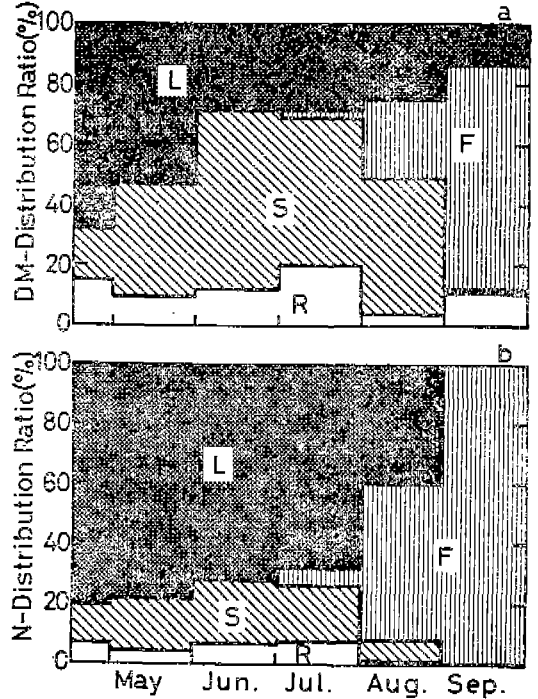 a
DM-Distribution Ratio(%)
100
80
60
40
20
0
L
S
F
R
b
N-Distribution Ratio(%)
100
80
60
40
20
0
L
S
F
R
May Jun. Jul. Aug. Sep.